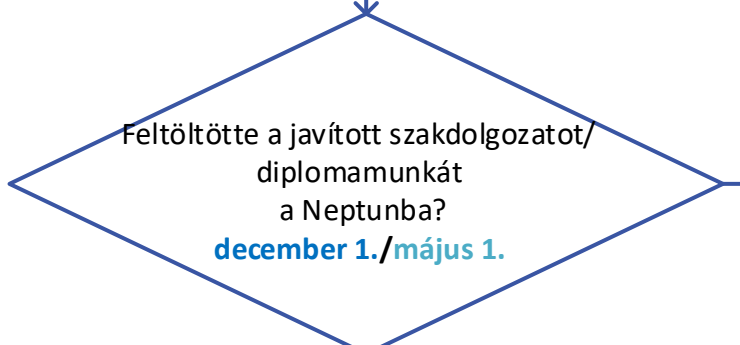 Feltöltötte a javított szakdolgozatot/
diplomamunkát
a Neptunba?
december 1./május 1.